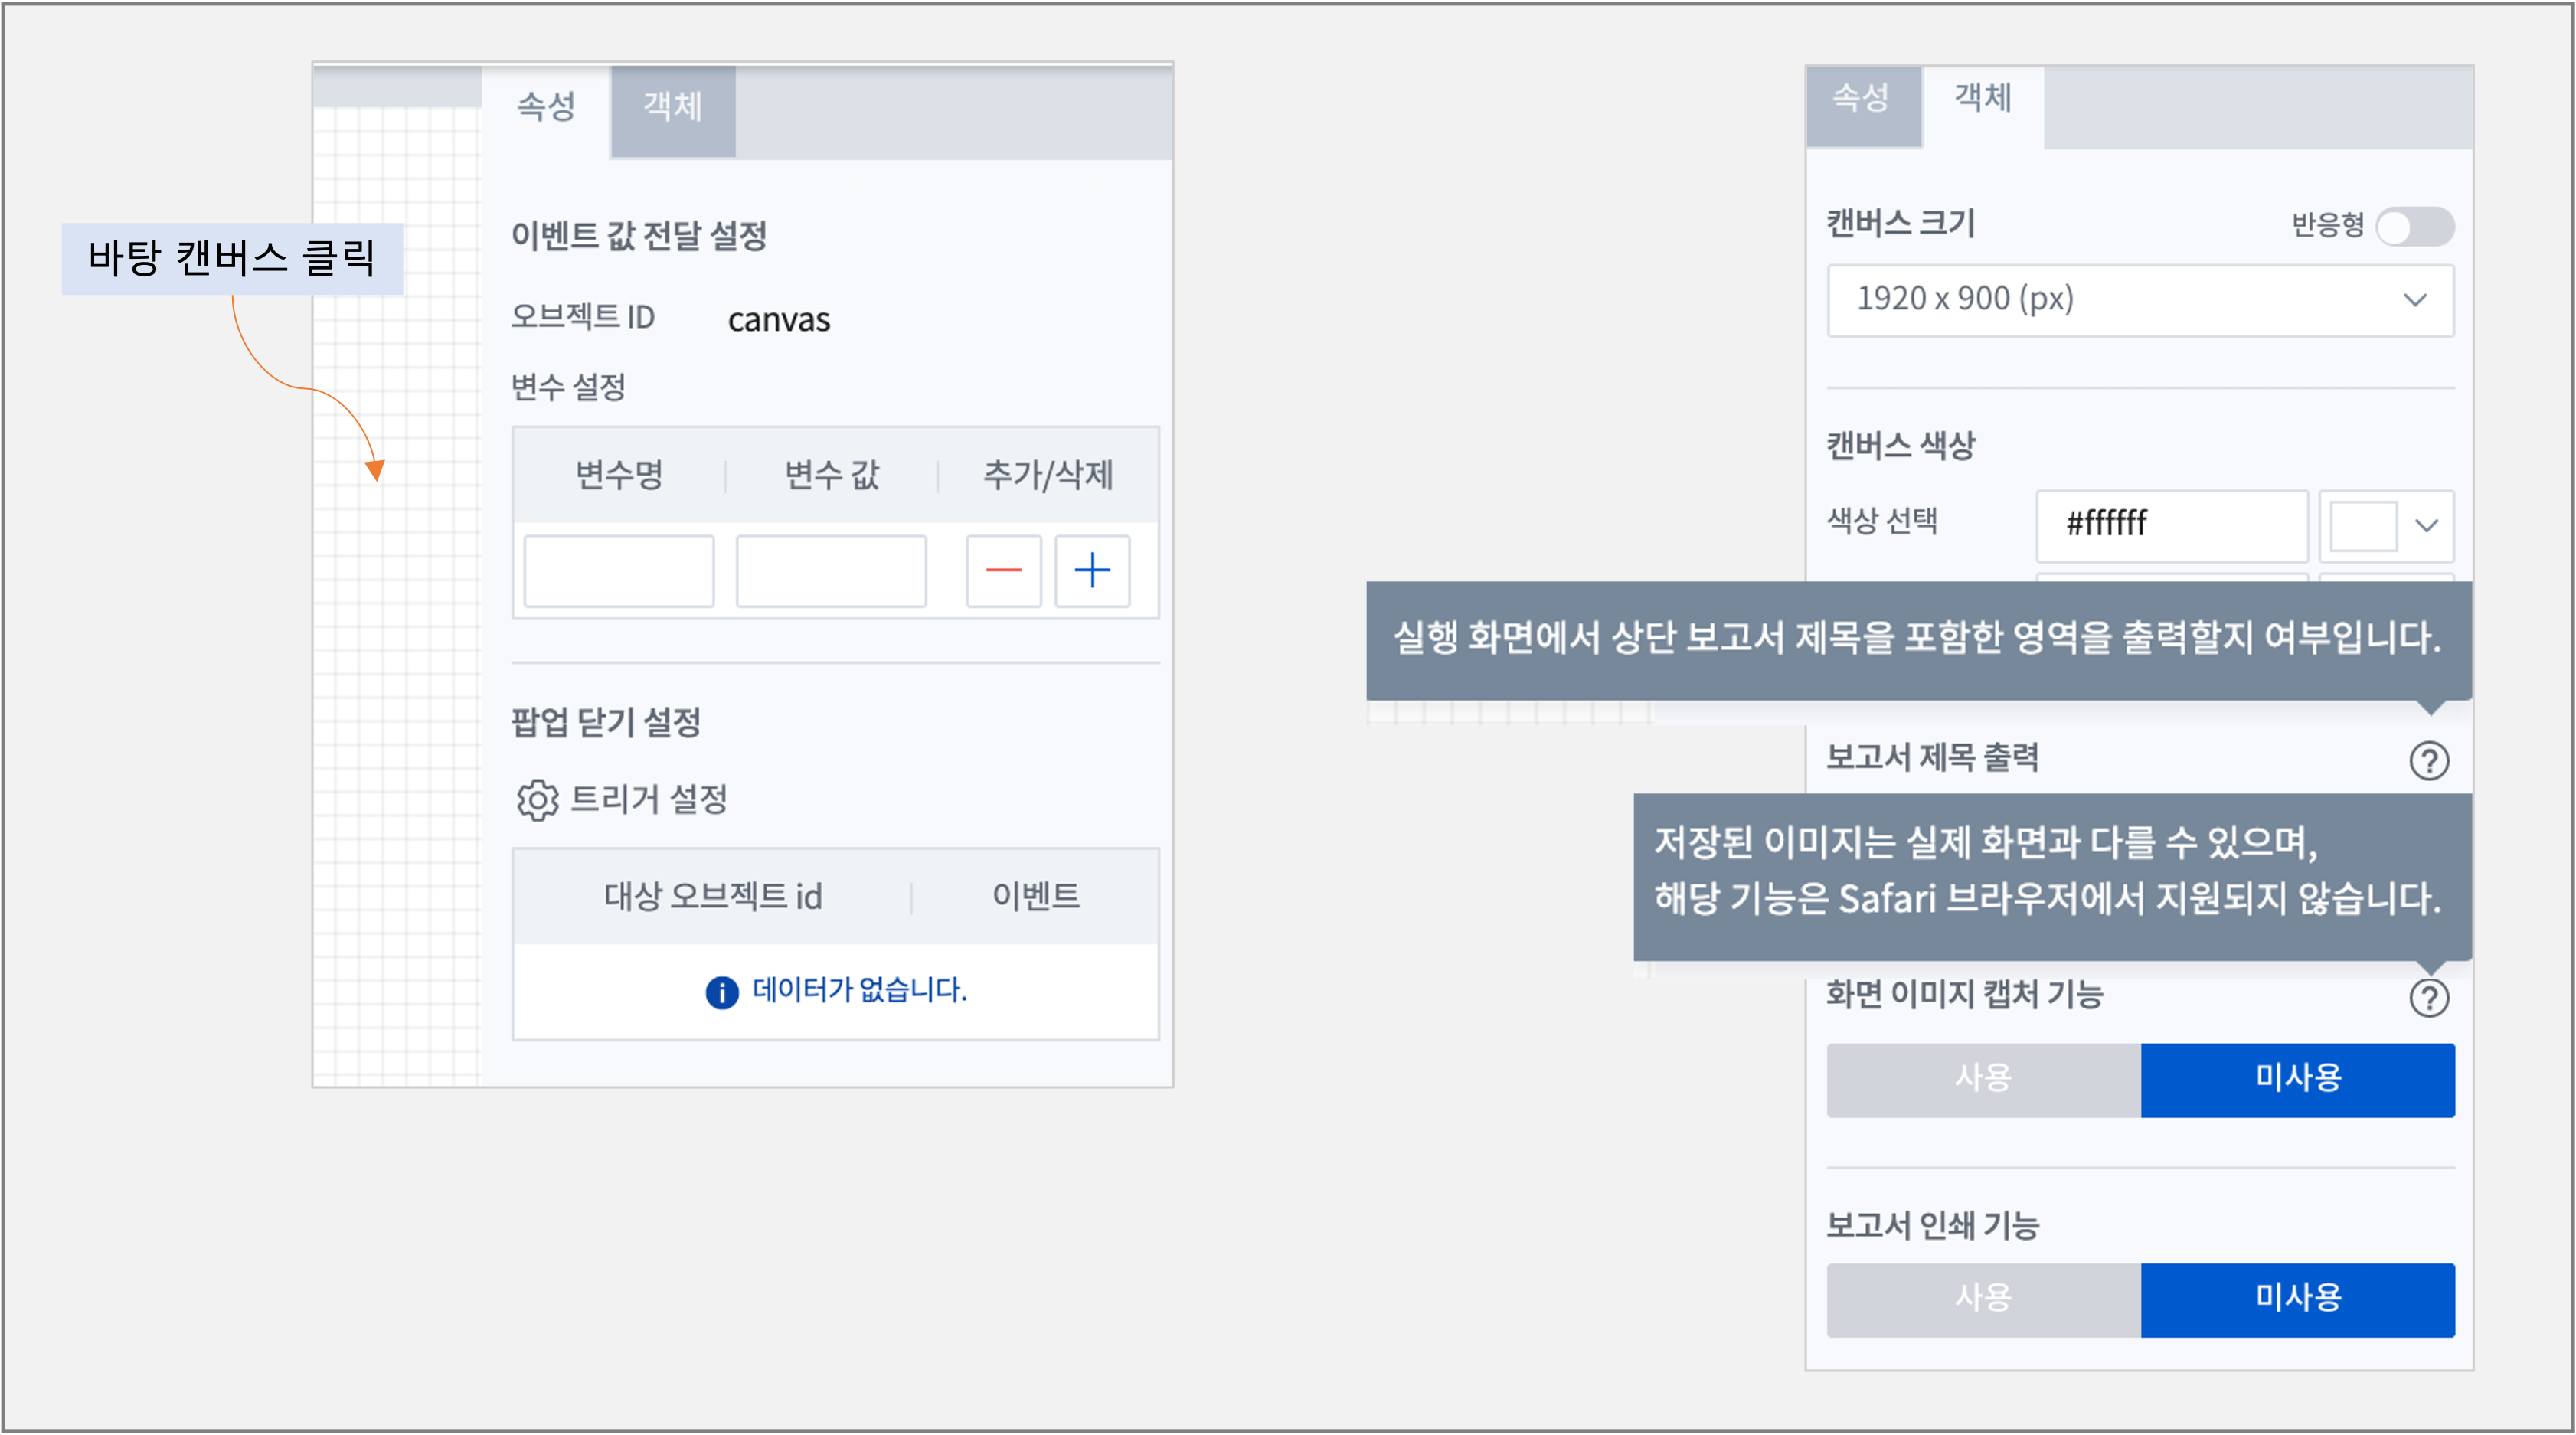 바탕 캔버스 클릭
속성 객체
이벤트 값 전달 설정
오브젝트 ID canvas
변수 설정
변수명 변수 값 추가/삭제
팝업 닫기 설정
트리거 설정
대상 오브젝트 id 이벤트
데이터가 없습니다.
속성 객체
캔버스 크기 반응형
1920 x 900 (px)
캔버스 색상
색상 선택 #ffffff
실행 화면에서 상단 보고서 제목을 포함한 영역을 출력할지 여부입니다.
보고서 제목 출력
저장된 이미지는 실제 화면과 다를 수 있으며,
해당 기능은 Safari 브라우저에서 지원되지 않습니다.
화면 이미지 캡처 기능
사용 미사용
보고서 인쇄 기능
사용 미사용